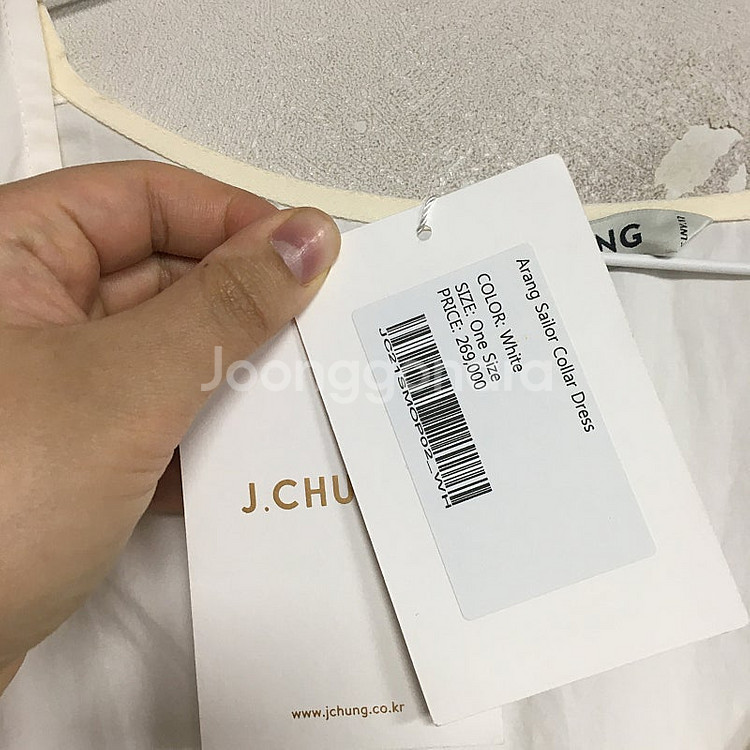 Arang Sailor Collar Dress
COLOR: White
SIZE: One Size
PRICE: 269,000
JC21SMOP02_WH
J.CHU
www.jchung.co.kr
NG
Joonggonara